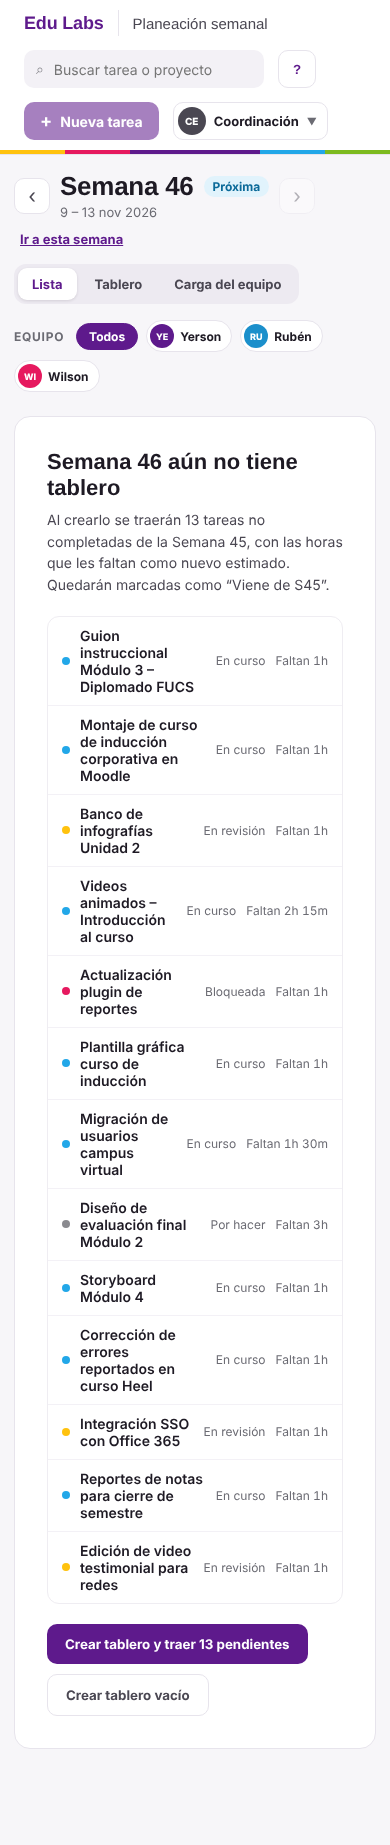 Edu Labs
Planeación semanal
Buscar tarea o proyecto
?
+ Nueva tarea
CE Coordinación ▼
‹
Semana 46
Próxima
›
9 – 13 nov 2026
Ir a esta semana
Lista
Tablero
Carga del equipo
EQUIPO
Todos
YE Yerson
RU Rubén
WI Wilson
Semana 46 aún no tiene
tablero
Al crearlo se traerán 13 tareas no
completadas de la Semana 45, con las horas
que les faltan como nuevo estimado.
Quedarán marcadas como “Viene de S45”.
Guion
instruccional
Módulo 3 –
Diplomado FUCS
En curso Faltan 1h
Montaje de curso
de inducción
corporativa en
Moodle
En curso Faltan 1h
Banco de
infografías
Unidad 2
En revisión Faltan 1h
Videos
animados –
Introducción
al curso
En curso Faltan 2h 15m
Actualización
plugin de
reportes
Bloqueada Faltan 1h
Plantilla gráfica
curso de
inducción
En curso Faltan 1h
Migración de
usuarios
campus
virtual
En curso Faltan 1h 30m
Diseño de
evaluación final
Módulo 2
Por hacer Faltan 3h
Storyboard
Módulo 4
En curso Faltan 1h
Corrección de
errores
reportados en
curso Heel
En curso Faltan 1h
Integración SSO
con Office 365
En revisión Faltan 1h
Reportes de notas
para cierre de
semestre
En curso Faltan 1h
Edición de video
testimonial para
redes
En revisión Faltan 1h
Crear tablero y traer 13 pendientes
Crear tablero vacío